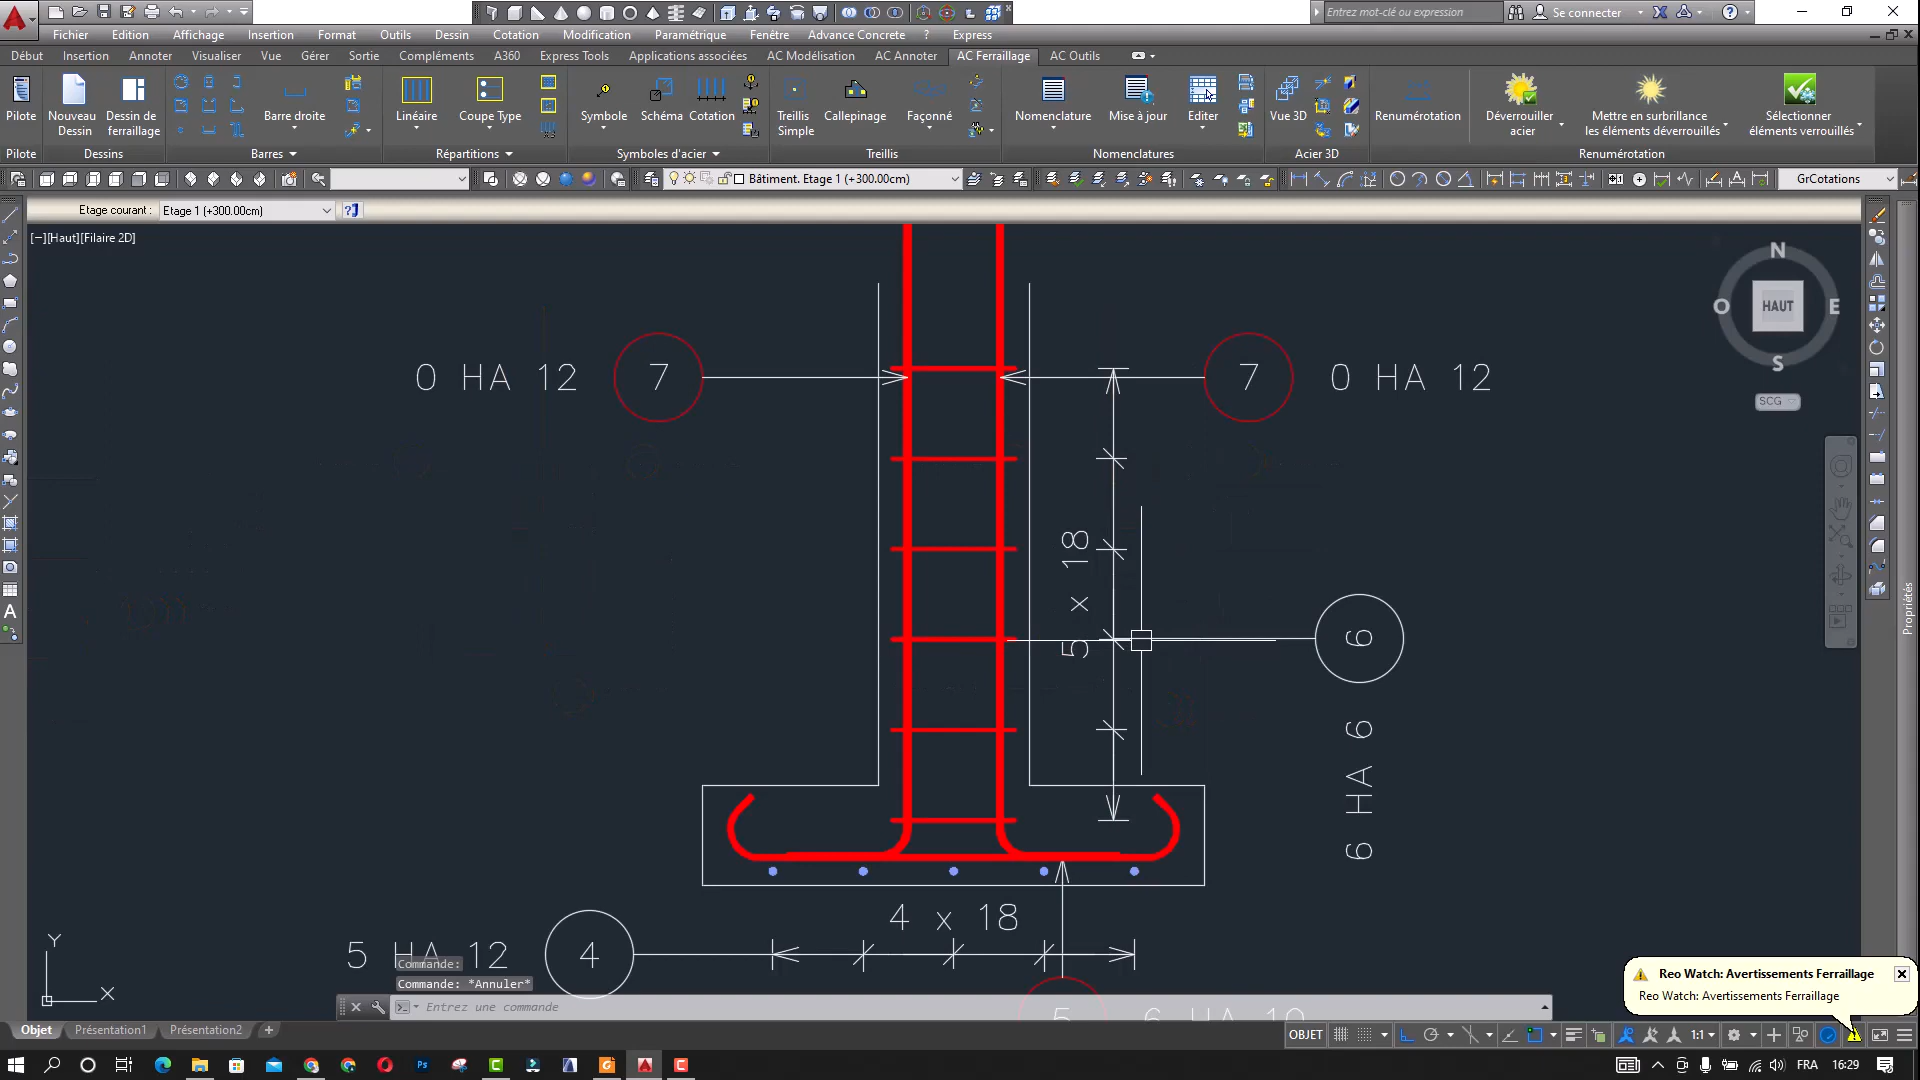 Entrez mot-clé ou expression
Se connecter
Fichier Edition Affichage Insertion Format Outils Dessin Cotation Modification Paramétrique Fenêtre Advance Concrete ? Express
Début Insertion Annoter Visualiser Vue Gérer Sortie Compléments A360 Express Tools Applications associées AC Modélisation AC Annoter AC Ferraillage AC Outils
Pilote
Nouveau
Dessin
Dessin de
ferraillage
Barre droite
Linéaire
Coupe Type
Symbole
Schéma
Cotation
Treillis
Simple
Callepinage
Façonné
Nomenclature
Mise à jour
Editer
Vue 3D
Renumérotation
Déverrouiller
acier
Mettre en surbrillance
les éléments déverrouillés
Sélectionner
éléments verrouillés
Pilote Dessins Barres Répartitions Symboles d'acier Treillis Nomenclatures Acier 3D Renumérotation
Bâtiment. Etage 1 (+300.00cm)
GrCotations
Etage courant : Etage 1 (+300.00cm)
[−][Haut][Filaire 2D]
N
O HAUT E
S
SCG
Propriétés
0 HA 12 7
7 0 HA 12
5 x 18
6
6 HA 6
4 x 18
5 HA 12 4
5 6 HA 10
Y
X
Commande:
Commande: *Annuler*
Entrez une commande
Reo Watch: Avertissements Ferraillage
Reo Watch: Avertissements Ferraillage
Objet Présentation1 Présentation2 +
OBJET
1:1
Ps
FRA
16:29